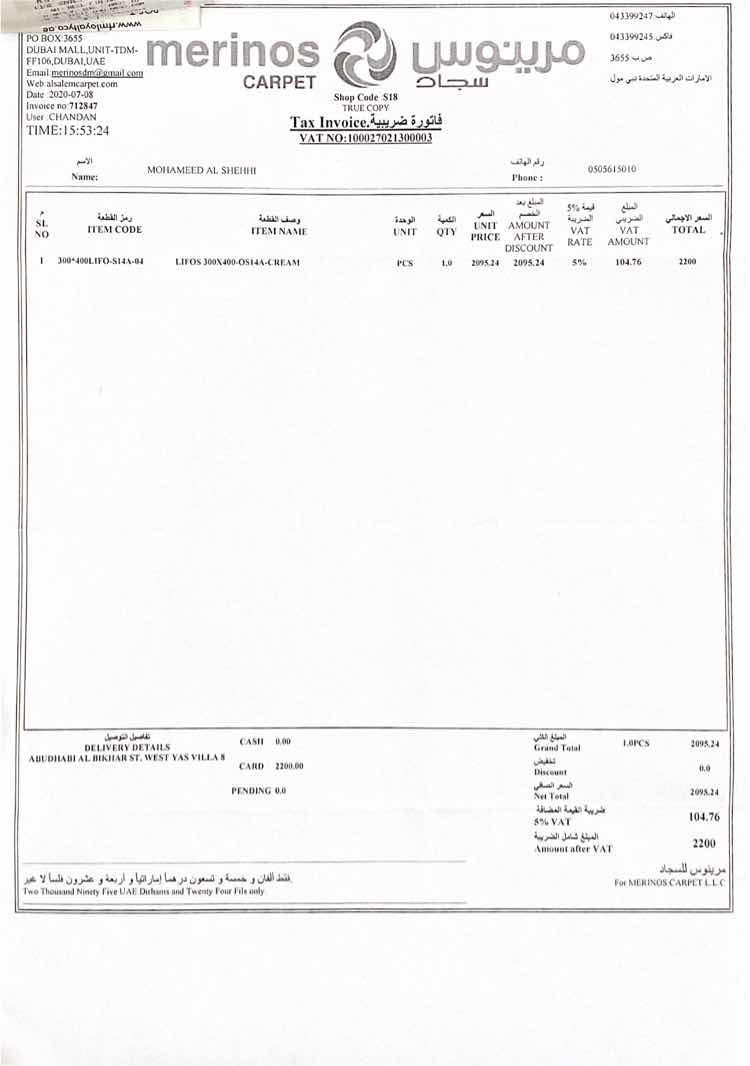 PO BOX:3655
DUBAI MALL,UNIT-TDM-
FF106,DUBAI,UAE
Email:merinosdm@gmail.com
Web:alsalemcarpet.com
Date :2020-07-08
Invoice no:712847
User :CHANDAN
TIME:15:53:24
merinos
CARPET
مرينوس
سجاد
Shop Code :S18
TRUE COPY
Tax Invoice.فاتورة ضريبية
VAT NO:100027021300003
الهاتف:043399247
فاكس:043399245
ص ب 3655
الامارات العربية المتحدة دبي مول
الاسم
Name:
MOHAMEED AL SHEHHI
رقم الهاتف
Phone :
0505615010
م
SL
NO
رمز القطعة
ITEM CODE
وصف القطعة
ITEM NAME
الوحدة
UNIT
الكمية
QTY
السعر
UNIT
PRICE
المبلغ بعد
الخصم
AMOUNT
AFTER
DISCOUNT
قيمة 5%
الضريبة
VAT
RATE
المبلغ
الضريبي
VAT
AMOUNT
السعر الاجمالي
TOTAL
1 300*400LIFO-S14A-04 LIFOS 300X400-OS14A-CREAM PCS 1.0 2095.24 2095.24 5% 104.76 2200
تفاصيل التوصيل
DELIVERY DETAILS
ABUDHABI AL BIKHAR ST. WEST YAS VILLA 8
CASH 0.00
CARD 2200.00
PENDING 0.0
المبلغ الكلي
Grand Total 1.0PCS 2095.24
تخفيض
Discount 0.0
السعر الصافي
Net Total 2095.24
ضريبة القيمة المضافة
5% VAT 104.76
المبلغ شامل الضريبة
Amount after VAT 2200
فقط ألفان و خمسة و تسعون درهماً إماراتياً و أربعة و عشرون فلساً لا غير.
Two Thousand Ninety Five UAE Dirhams and Twenty Four Fils only.
مرينوس للسجاد
For MERINOS CARPET L.L.C